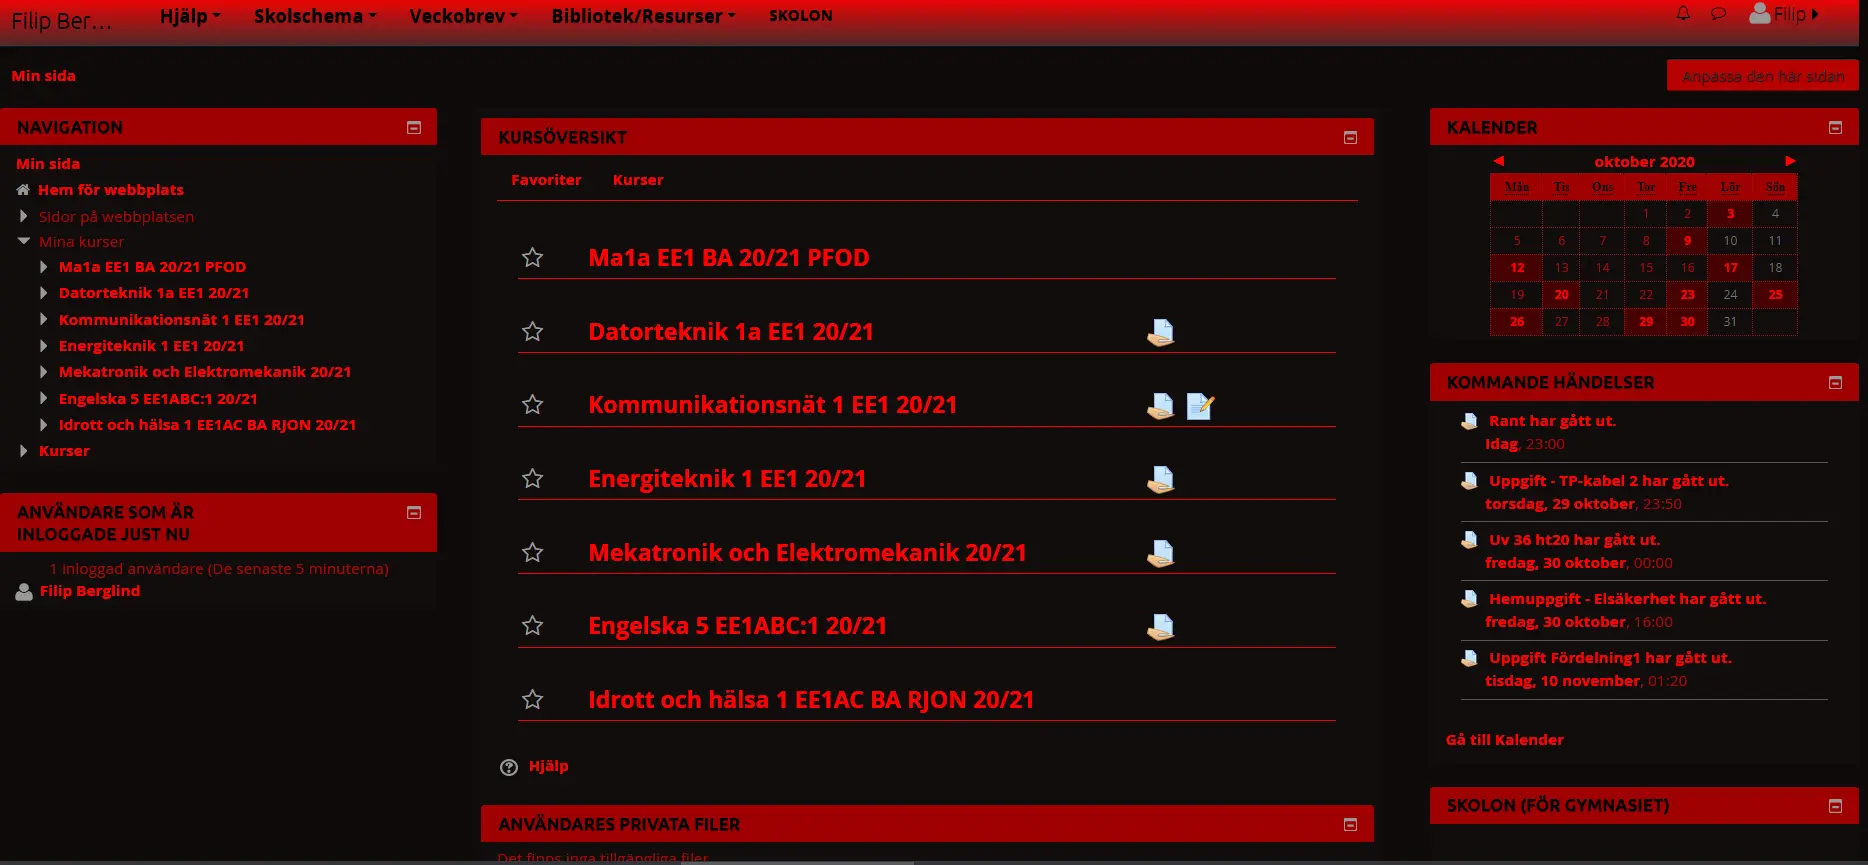 Filip Ber...
Hjälp
Skolschema
Veckobrev
Bibliotek/Resurser
SKOLON
Filip
Min sida
Anpassa den här sidan
NAVIGATION
Min sida
Hem för webbplats
Sidor på webbplatsen
Mina kurser
Ma1a EE1 BA 20/21 PFOD
Datorteknik 1a EE1 20/21
Kommunikationsnät 1 EE1 20/21
Energiteknik 1 EE1 20/21
Mekatronik och Elektromekanik 20/21
Engelska 5 EE1ABC:1 20/21
Idrott och hälsa 1 EE1AC BA RJON 20/21
Kurser
ANVÄNDARE SOM ÄR
INLOGGADE JUST NU
1 inloggad användare (De senaste 5 minuterna)
Filip Berglind
KURSÖVERSIKT
Favoriter Kurser
Ma1a EE1 BA 20/21 PFOD
Datorteknik 1a EE1 20/21
Kommunikationsnät 1 EE1 20/21
Energiteknik 1 EE1 20/21
Mekatronik och Elektromekanik 20/21
Engelska 5 EE1ABC:1 20/21
Idrott och hälsa 1 EE1AC BA RJON 20/21
Hjälp
ANVÄNDARES PRIVATA FILER
Det finns inga tillgängliga filer
KALENDER
oktober 2020
Mån Tis Ons Tor Fre Lör Sön
1 2 3 4
5 6 7 8 9 10 11
12 13 14 15 16 17 18
19 20 21 22 23 24 25
26 27 28 29 30 31
KOMMANDE HÄNDELSER
Rant har gått ut.
Idag, 23:00
Uppgift - TP-kabel 2 har gått ut.
torsdag, 29 oktober, 23:50
Uv 36 ht20 har gått ut.
fredag, 30 oktober, 00:00
Hemuppgift - Elsäkerhet har gått ut.
fredag, 30 oktober, 16:00
Uppgift Fördelning1 har gått ut.
tisdag, 10 november, 01:20
Gå till Kalender
SKOLON (FÖR GYMNASIET)